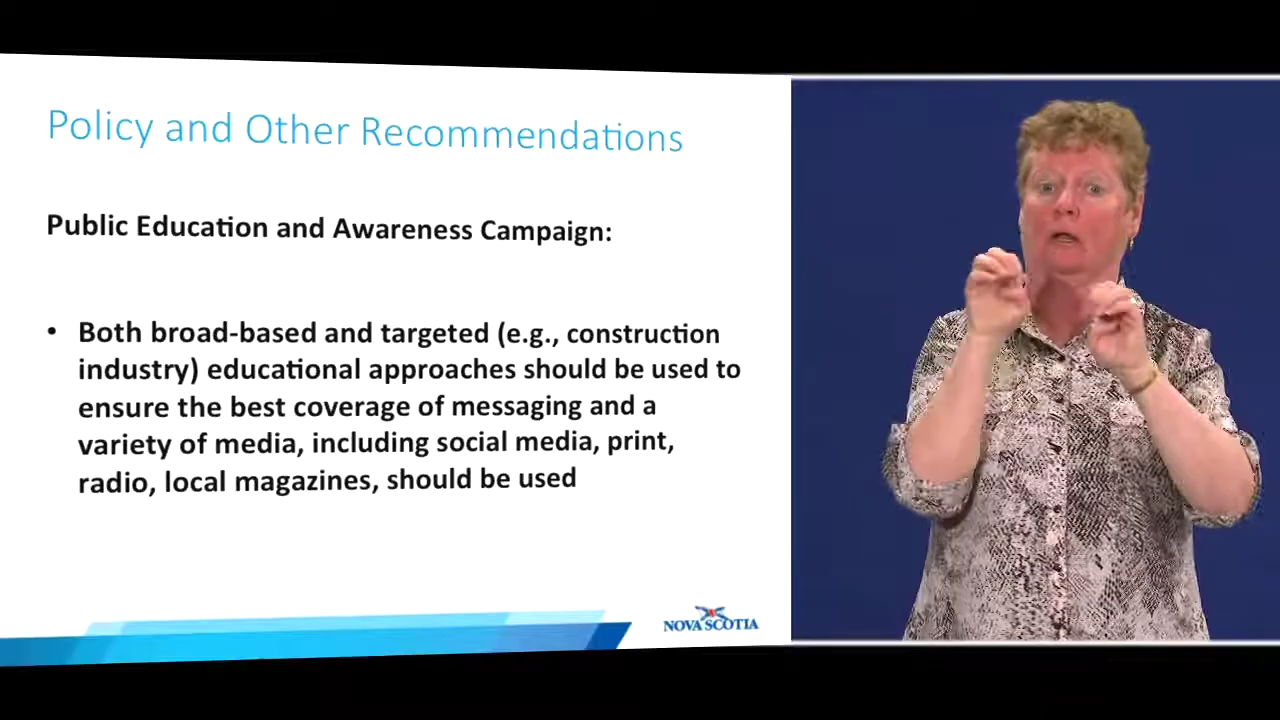 Policy and Other Recommendations
Public Education and Awareness Campaign:
• Both broad-based and targeted (e.g., construction
industry) educational approaches should be used to
ensure the best coverage of messaging and a
variety of media, including social media, print,
radio, local magazines, should be used
NOVA SCOTIA